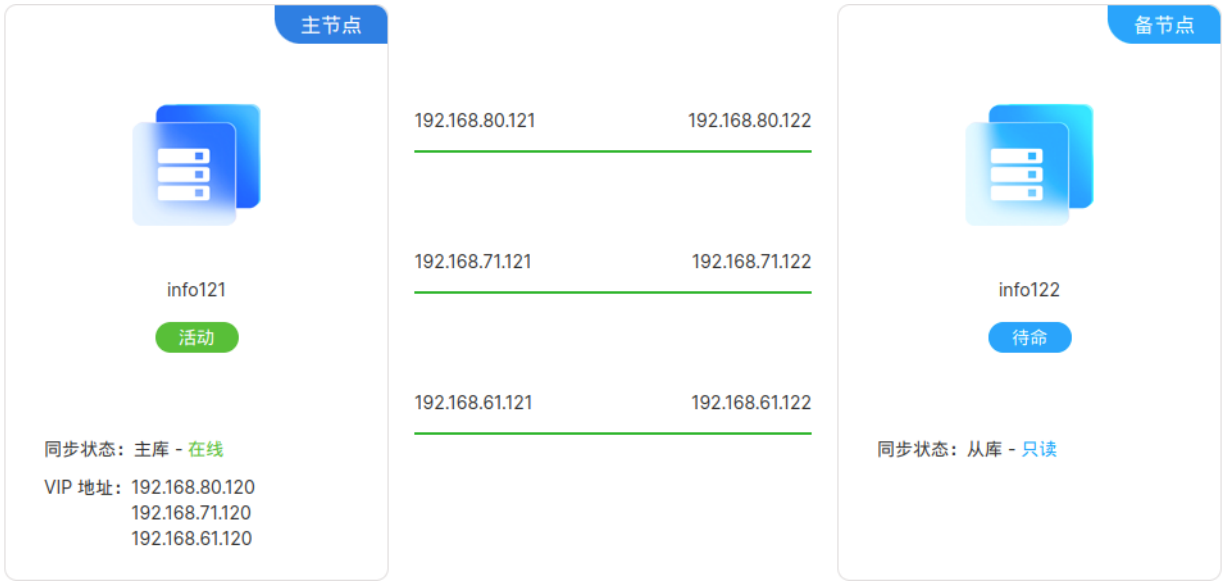 主节点
info121
活动
同步状态：主库 - 在线
VIP 地址：192.168.80.120
192.168.71.120
192.168.61.120
192.168.80.121 192.168.80.122
192.168.71.121 192.168.71.122
192.168.61.121 192.168.61.122
备节点
info122
待命
同步状态：从库 - 只读